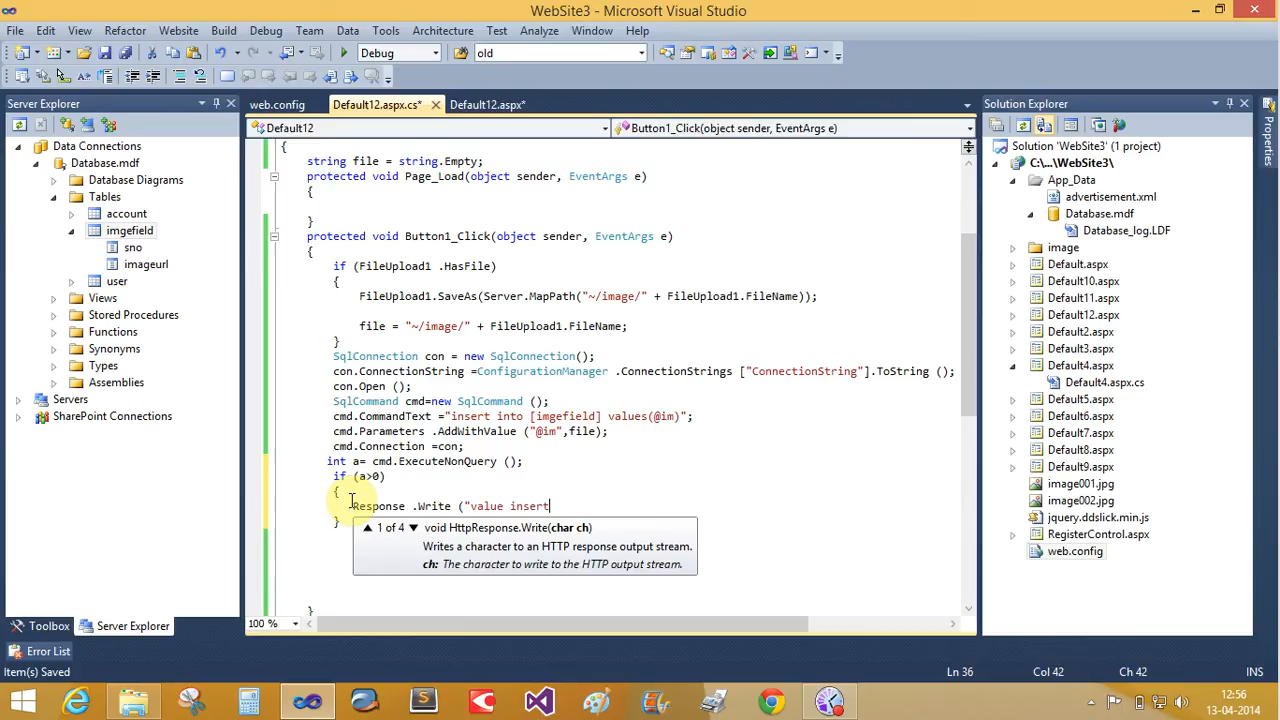 WebSite3 - Microsoft Visual Studio
File Edit View Refactor Website Build Debug Team Data Tools Architecture Test Analyze Window Help
Debug old
Server Explorer
Data Connections
Database.mdf
Database Diagrams
Tables
account
imgefield
sno
imageurl
user
Views
Stored Procedures
Functions
Synonyms
Types
Assemblies
Servers
SharePoint Connections
Toolbox Server Explorer
web.config Default12.aspx.cs* Default12.aspx*
Default12 Button1_Click(object sender, EventArgs e)
{
string file = string.Empty;
protected void Page_Load(object sender, EventArgs e)
{
}
protected void Button1_Click(object sender, EventArgs e)
{
if (FileUpload1 .HasFile)
{
FileUpload1.SaveAs(Server.MapPath("~/image/" + FileUpload1.FileName));
file = "~/image/" + FileUpload1.FileName;
}
SqlConnection con = new SqlConnection();
con.ConnectionString =ConfigurationManager .ConnectionStrings ["ConnectionString"].ToString ();
con.Open ();
SqlCommand cmd=new SqlCommand ();
cmd.CommandText ="insert into [imgefield] values(@im)";
cmd.Parameters .AddWithValue ("@im",file);
cmd.Connection =con;
int a= cmd.ExecuteNonQuery ();
if (a>0)
{
Response .Write ("value insert
}
1 of 4 void HttpResponse.Write(char ch)
Writes a character to an HTTP response output stream.
ch: The character to write to the HTTP output stream.
}
100 %
Solution Explorer
Solution 'WebSite3' (1 project)
C:\...\WebSite3\
App_Data
advertisement.xml
Database.mdf
Database_log.LDF
image
Default.aspx
Default10.aspx
Default11.aspx
Default12.aspx
Default2.aspx
Default3.aspx
Default4.aspx
Default4.aspx.cs
Default5.aspx
Default6.aspx
Default7.aspx
Default8.aspx
Default9.aspx
image001.jpg
image002.jpg
jquery.ddslick.min.js
RegisterControl.aspx
web.config
Properties
Error List
Item(s) Saved Ln 36 Col 42 Ch 42 INS
12:56
13-04-2014